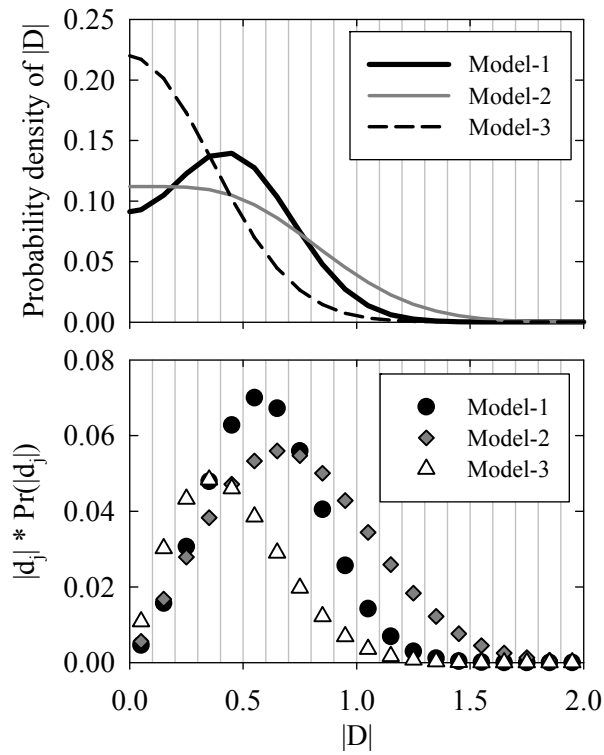 0.25
0.20
0.15
0.10
0.05
0.00
Probability density of |D|
Model-1
Model-2
Model-3
0.08
0.06
0.04
0.02
0.00
|dj| * Pr(|dj|)
Model-1
Model-2
Model-3
0.0 0.5 1.0 1.5 2.0
|D|